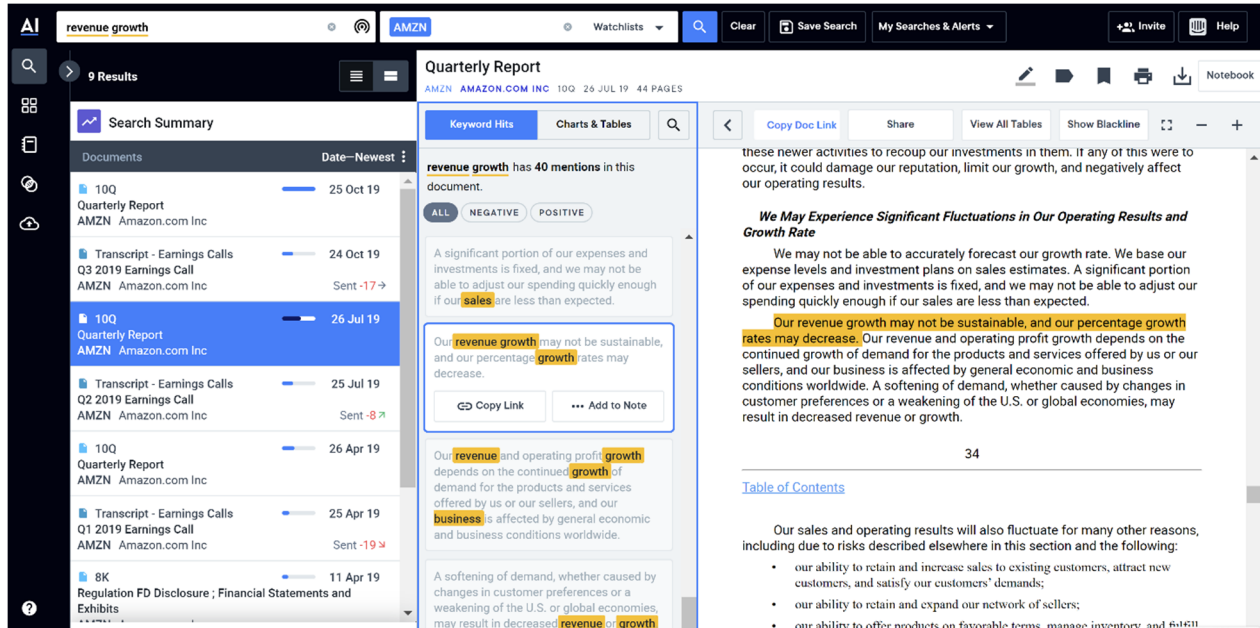 AI
revenue growth
AMZN
Watchlists
Clear
Save Search
My Searches & Alerts
Invite
Help
9 Results
Search Summary
Documents
Date—Newest
10Q
25 Oct 19
Quarterly Report
AMZN Amazon.com Inc
Transcript - Earnings Calls
24 Oct 19
Q3 2019 Earnings Call
AMZN Amazon.com Inc
Sent -17
10Q
26 Jul 19
Quarterly Report
AMZN Amazon.com Inc
Transcript - Earnings Calls
25 Jul 19
Q2 2019 Earnings Call
AMZN Amazon.com Inc
Sent -8
10Q
26 Apr 19
Quarterly Report
AMZN Amazon.com Inc
Transcript - Earnings Calls
25 Apr 19
Q1 2019 Earnings Call
AMZN Amazon.com Inc
Sent -19
8K
11 Apr 19
Regulation FD Disclosure ; Financial Statements and
Exhibits
Quarterly Report
AMZN AMAZON.COM INC 10Q 26 JUL 19 44 PAGES
Notebook
Keyword Hits
Charts & Tables
revenue growth has 40 mentions in this
document.
ALL
NEGATIVE
POSITIVE
A significant portion of our expenses and
investments is fixed, and we may not be
able to adjust our spending quickly enough
if our sales are less than expected.
Our revenue growth may not be sustainable,
and our percentage growth rates may
decrease.
Copy Link
Add to Note
Our revenue and operating profit growth
depends on the continued growth of
demand for the products and services
offered by us or our sellers, and our
business is affected by general economic
and business conditions worldwide.
A softening of demand, whether caused by
changes in customer preferences or a
weakening of the U.S. or global economies,
may result in decreased revenue or growth
Copy Doc Link
Share
View All Tables
Show Blackline
these newer activities to recoup our investments in them. If any of this were to
occur, it could damage our reputation, limit our growth, and negatively affect
our operating results.
We May Experience Significant Fluctuations in Our Operating Results and
Growth Rate
We may not be able to accurately forecast our growth rate. We base our
expense levels and investment plans on sales estimates. A significant portion
of our expenses and investments is fixed, and we may not be able to adjust our
spending quickly enough if our sales are less than expected.
Our revenue growth may not be sustainable, and our percentage growth
rates may decrease. Our revenue and operating profit growth depends on the
continued growth of demand for the products and services offered by us or our
sellers, and our business is affected by general economic and business
conditions worldwide. A softening of demand, whether caused by changes in
customer preferences or a weakening of the U.S. or global economies, may
result in decreased revenue or growth.
34
Table of Contents
Our sales and operating results will also fluctuate for many other reasons,
including due to risks described elsewhere in this section and the following:
• our ability to retain and increase sales to existing customers, attract new
customers, and satisfy our customers' demands;
• our ability to retain and expand our network of sellers;
• our ability to offer products on favorable terms, manage inventory, and fulfill